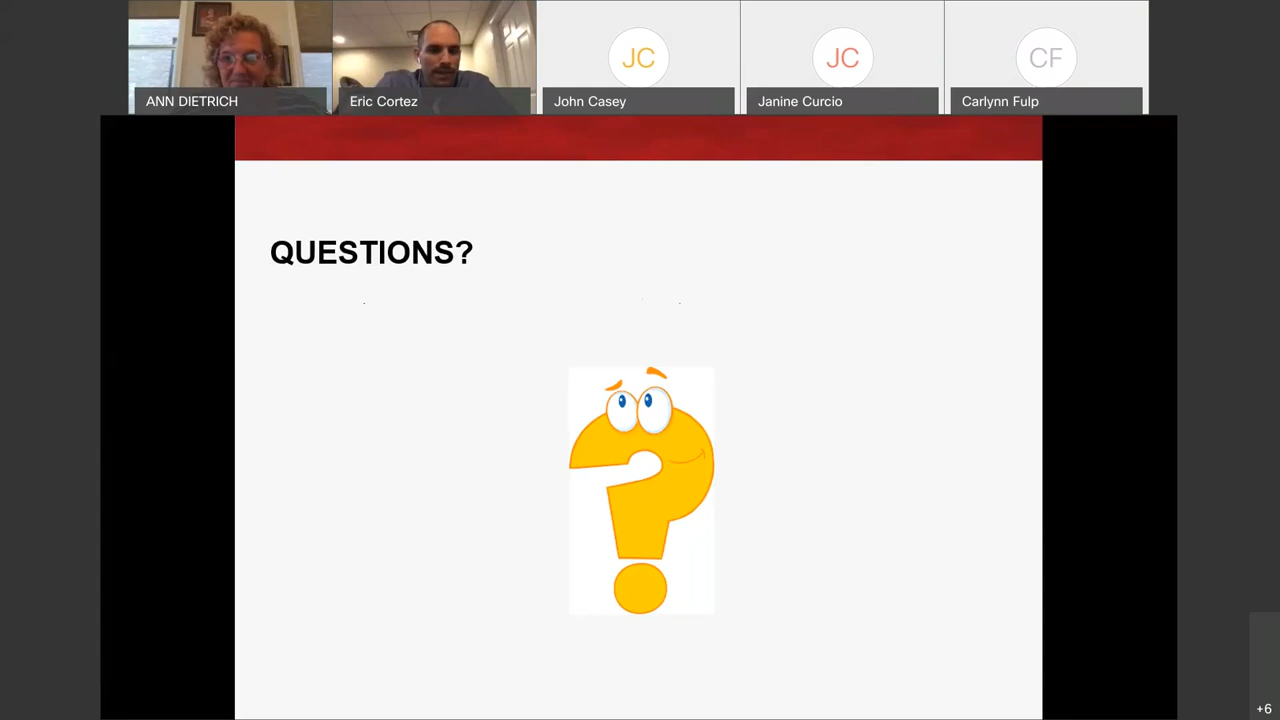 JC
JC
CF
ANN DIETRICH
Eric Cortez
John Casey
Janine Curcio
Carlynn Fulp
QUESTIONS?
+6